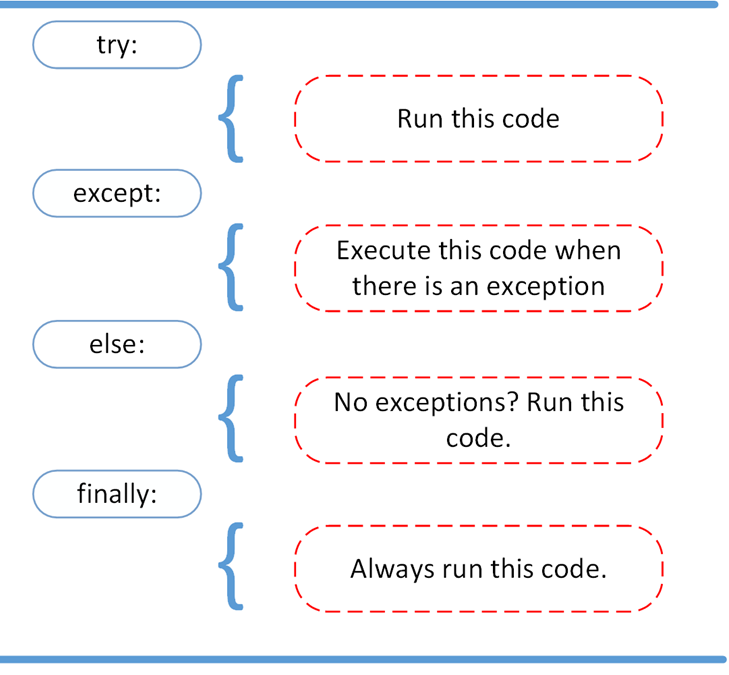 try:
Run this code
except:
Execute this code when
there is an exception
else:
No exceptions? Run this
code.
finally:
Always run this code.